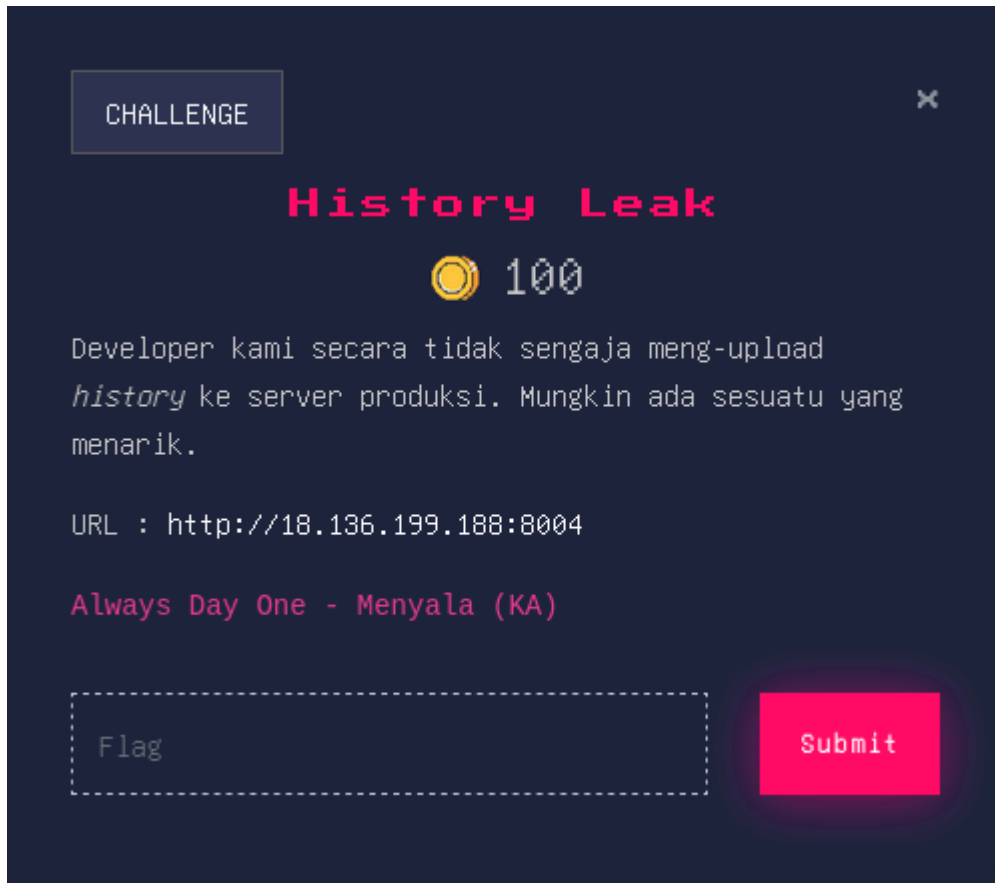 CHALLENGE
×
History Leak
100
Developer kami secara tidak sengaja meng-upload
history ke server produksi. Mungkin ada sesuatu yang
menarik.
URL : http://18.136.199.188:8004
Always Day One - Menyala (KA)
Flag
Submit